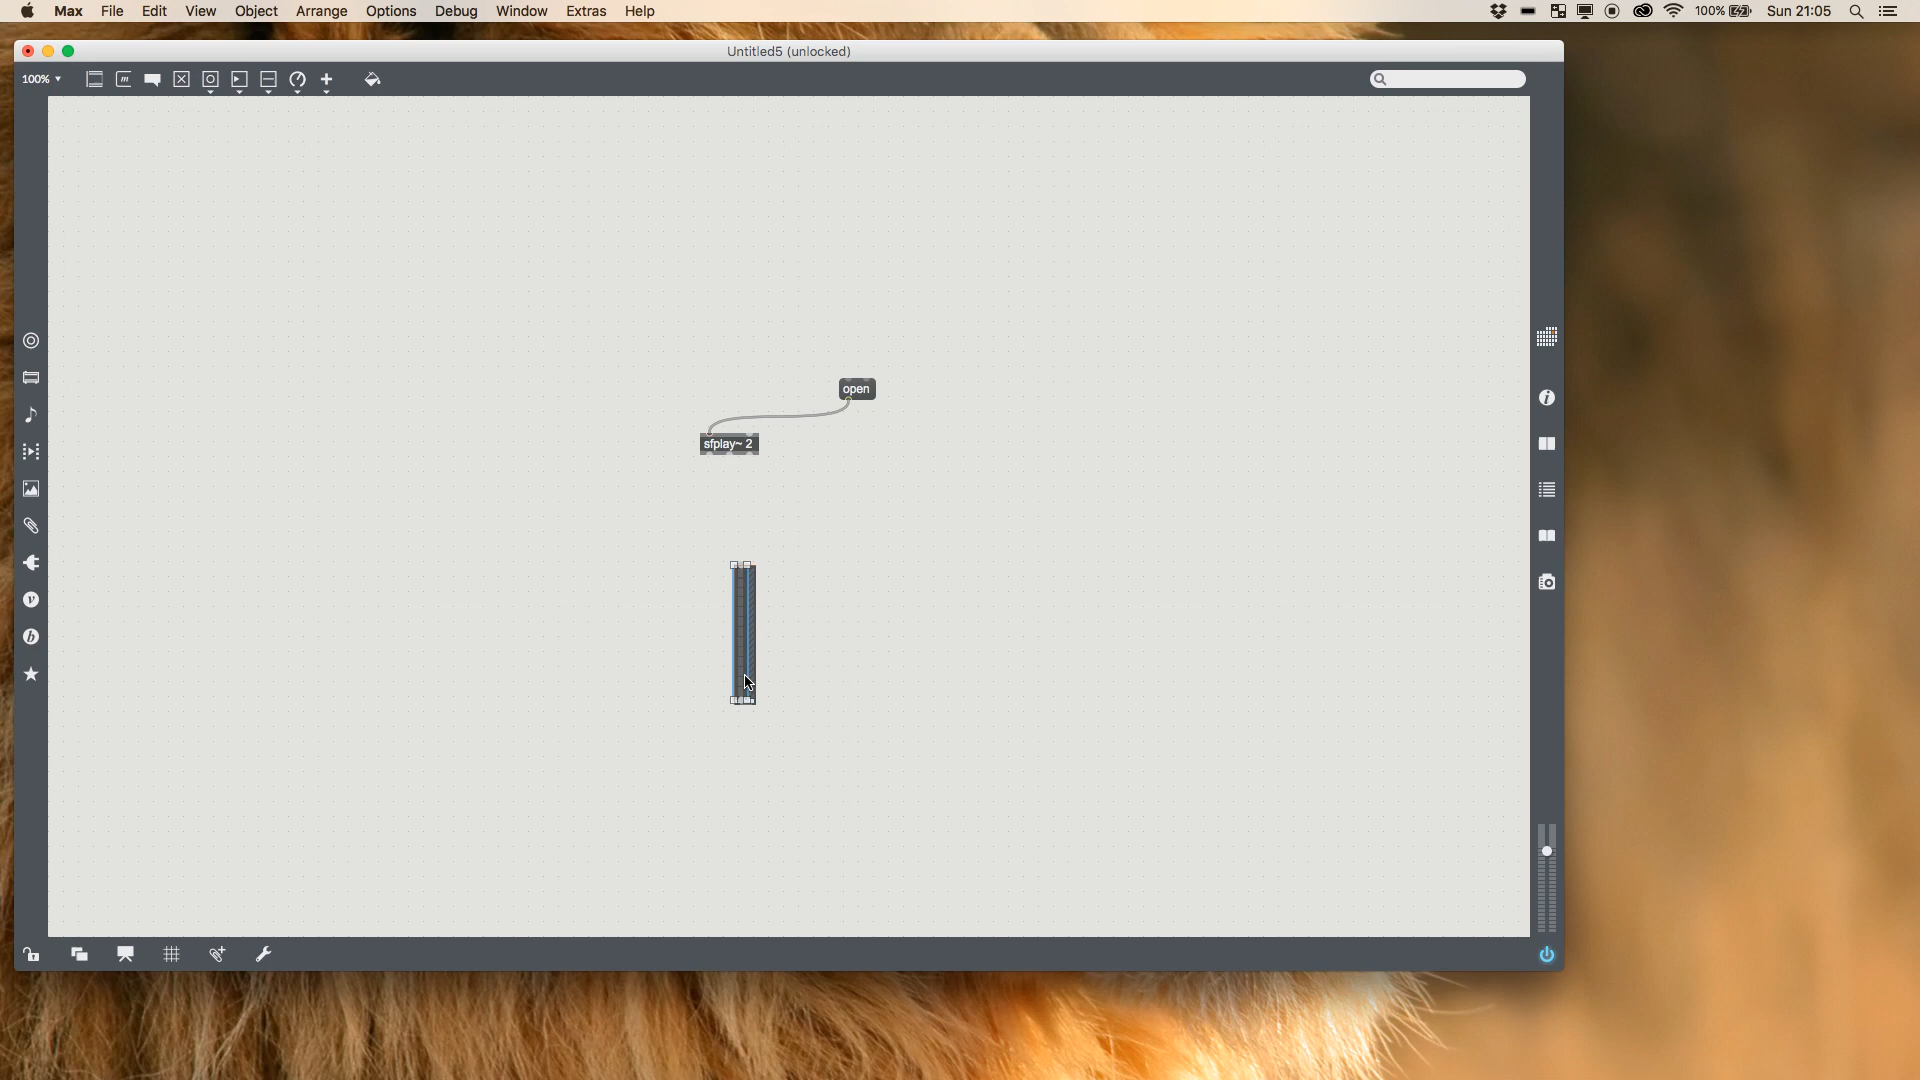 Max File Edit View Object Arrange Options Debug Window Extras Help 100% Sun 21:05
Untitled5 (unlocked)
100%
open
sfplay~ 2